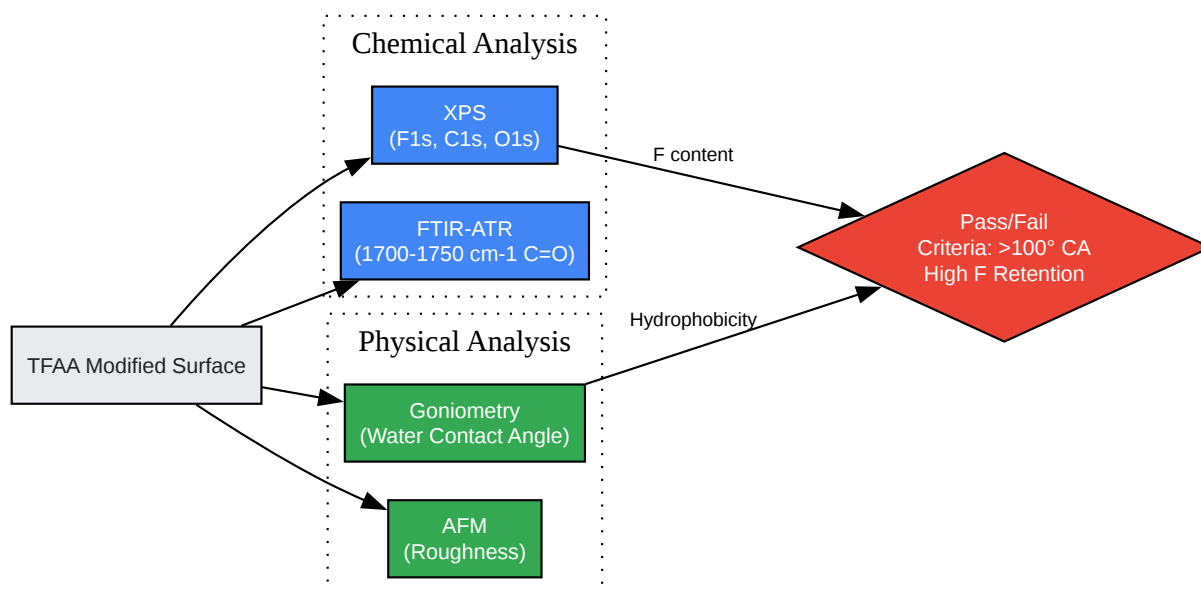 Chemical Analysis
XPS
(F1s, C1s, O1s)
F content
FTIR-ATR
(1700-1750 cm-1 C=O)
Pass/Fail
Criteria: >100° CA
High F Retention
Hydrophobicity
Physical Analysis
TFAA Modified Surface
Goniometry
(Water Contact Angle)
AFM
(Roughness)